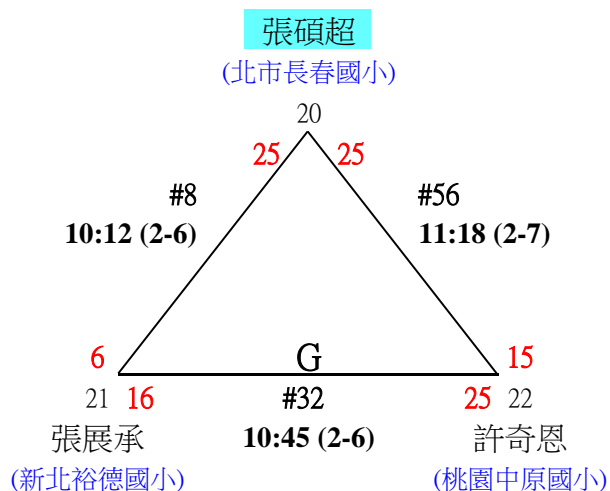 張碩超
(北市長春國小)
20
25 25
#8 #56
10:12 (2-6) 11:18 (2-7)
6 G 15
21 16 #32 25 22
張展承 10:45 (2-6) 許奇恩
(新北裕德國小) (桃園中原國小)